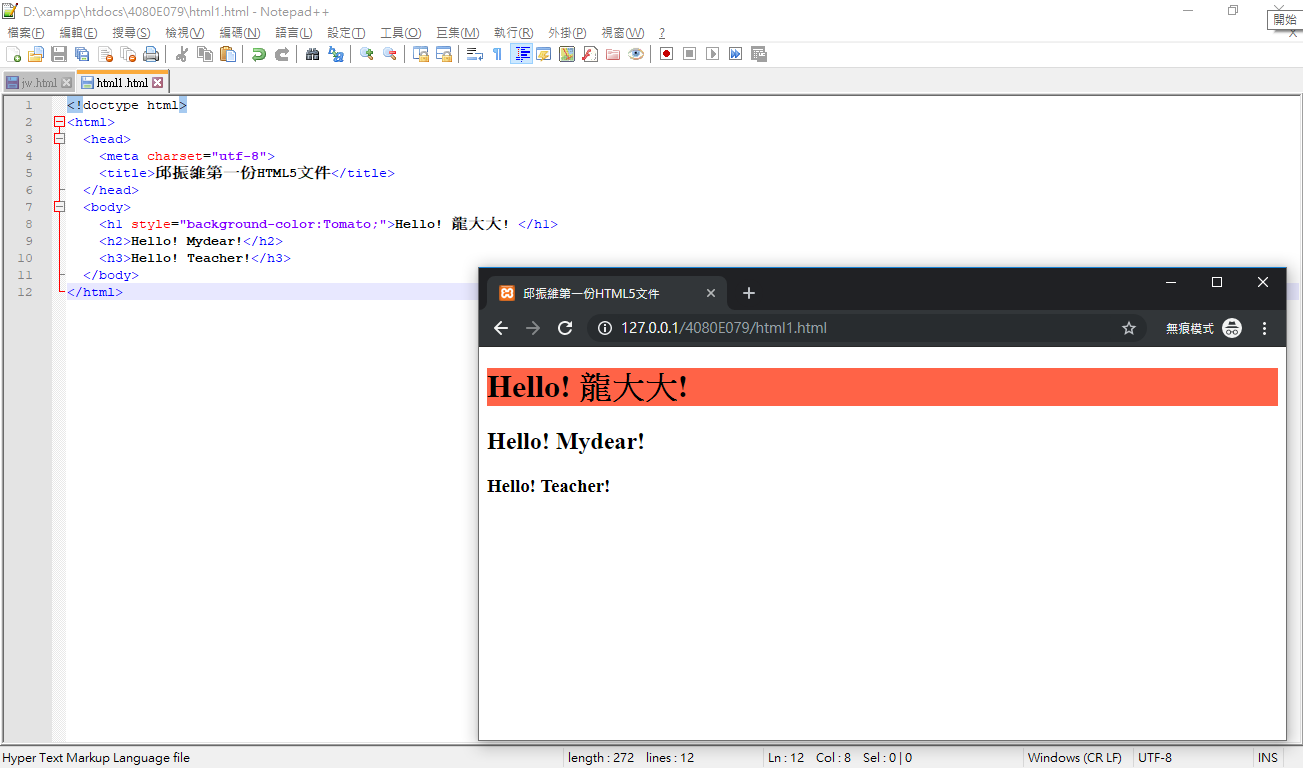 D:\xampp\htdocs\4080E079\html1.html - Notepad++
開始
檔案(F) 編輯(E) 搜尋(S) 檢視(V) 編碼(N) 語言(L) 設定(T) 工具(O) 巨集(M) 執行(R) 外掛(P) 視窗(W) ?
jw.html html1.html
1 <!doctype html>
2 <html>
3 <head>
4 <meta charset="utf-8">
5 <title>邱振維第一份HTML5文件</title>
6 </head>
7 <body>
8 <h1 style="background-color:Tomato;">Hello! 龍大大! </h1>
9 <h2>Hello! Mydear!</h2>
10 <h3>Hello! Teacher!</h3>
11 </body>
12 </html>
邱振維第一份HTML5文件
127.0.0.1/4080E079/html1.html 無痕模式
Hello! 龍大大!
Hello! Mydear!
Hello! Teacher!
Hyper Text Markup Language file length : 272 lines : 12 Ln : 12 Col : 8 Sel : 0 | 0 Windows (CR LF) UTF-8 INS